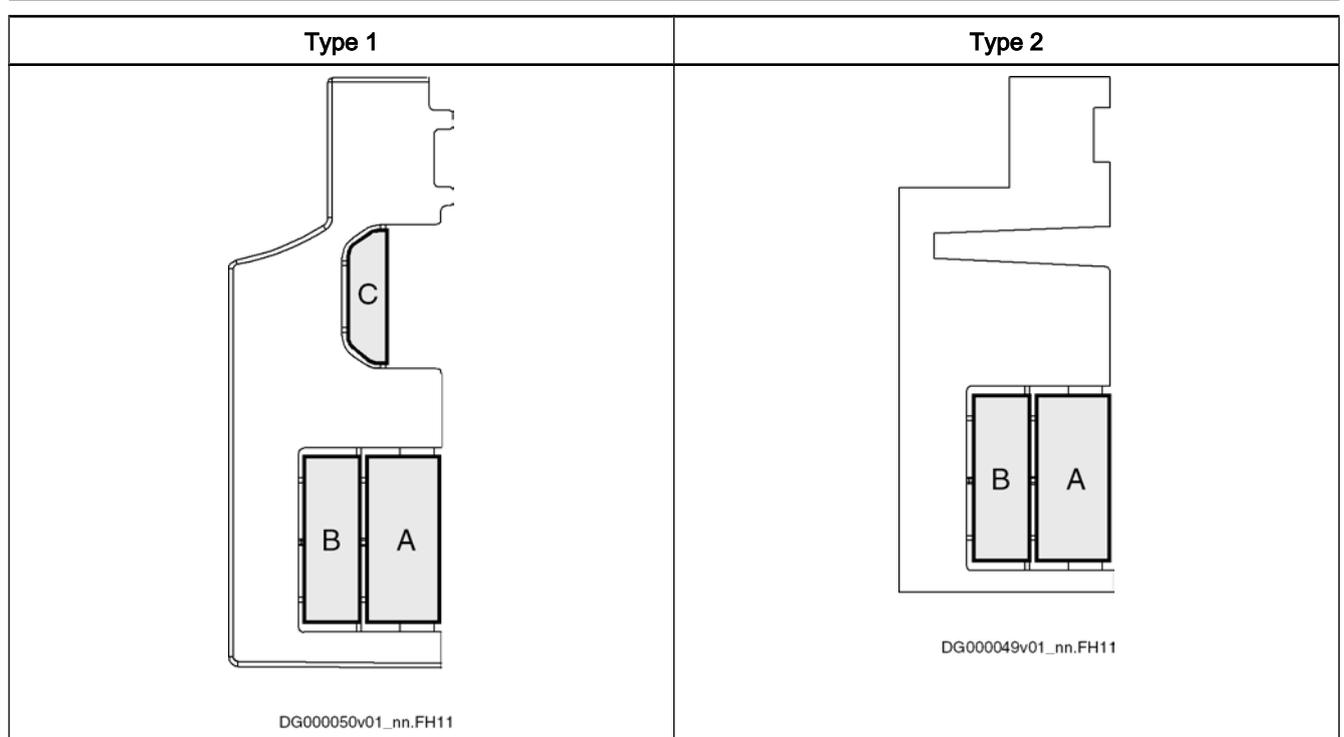 Type 1
Type 2
C
B
A
DG000050v01_nn.FH11
B
A
DG000049v01_nn.FH11